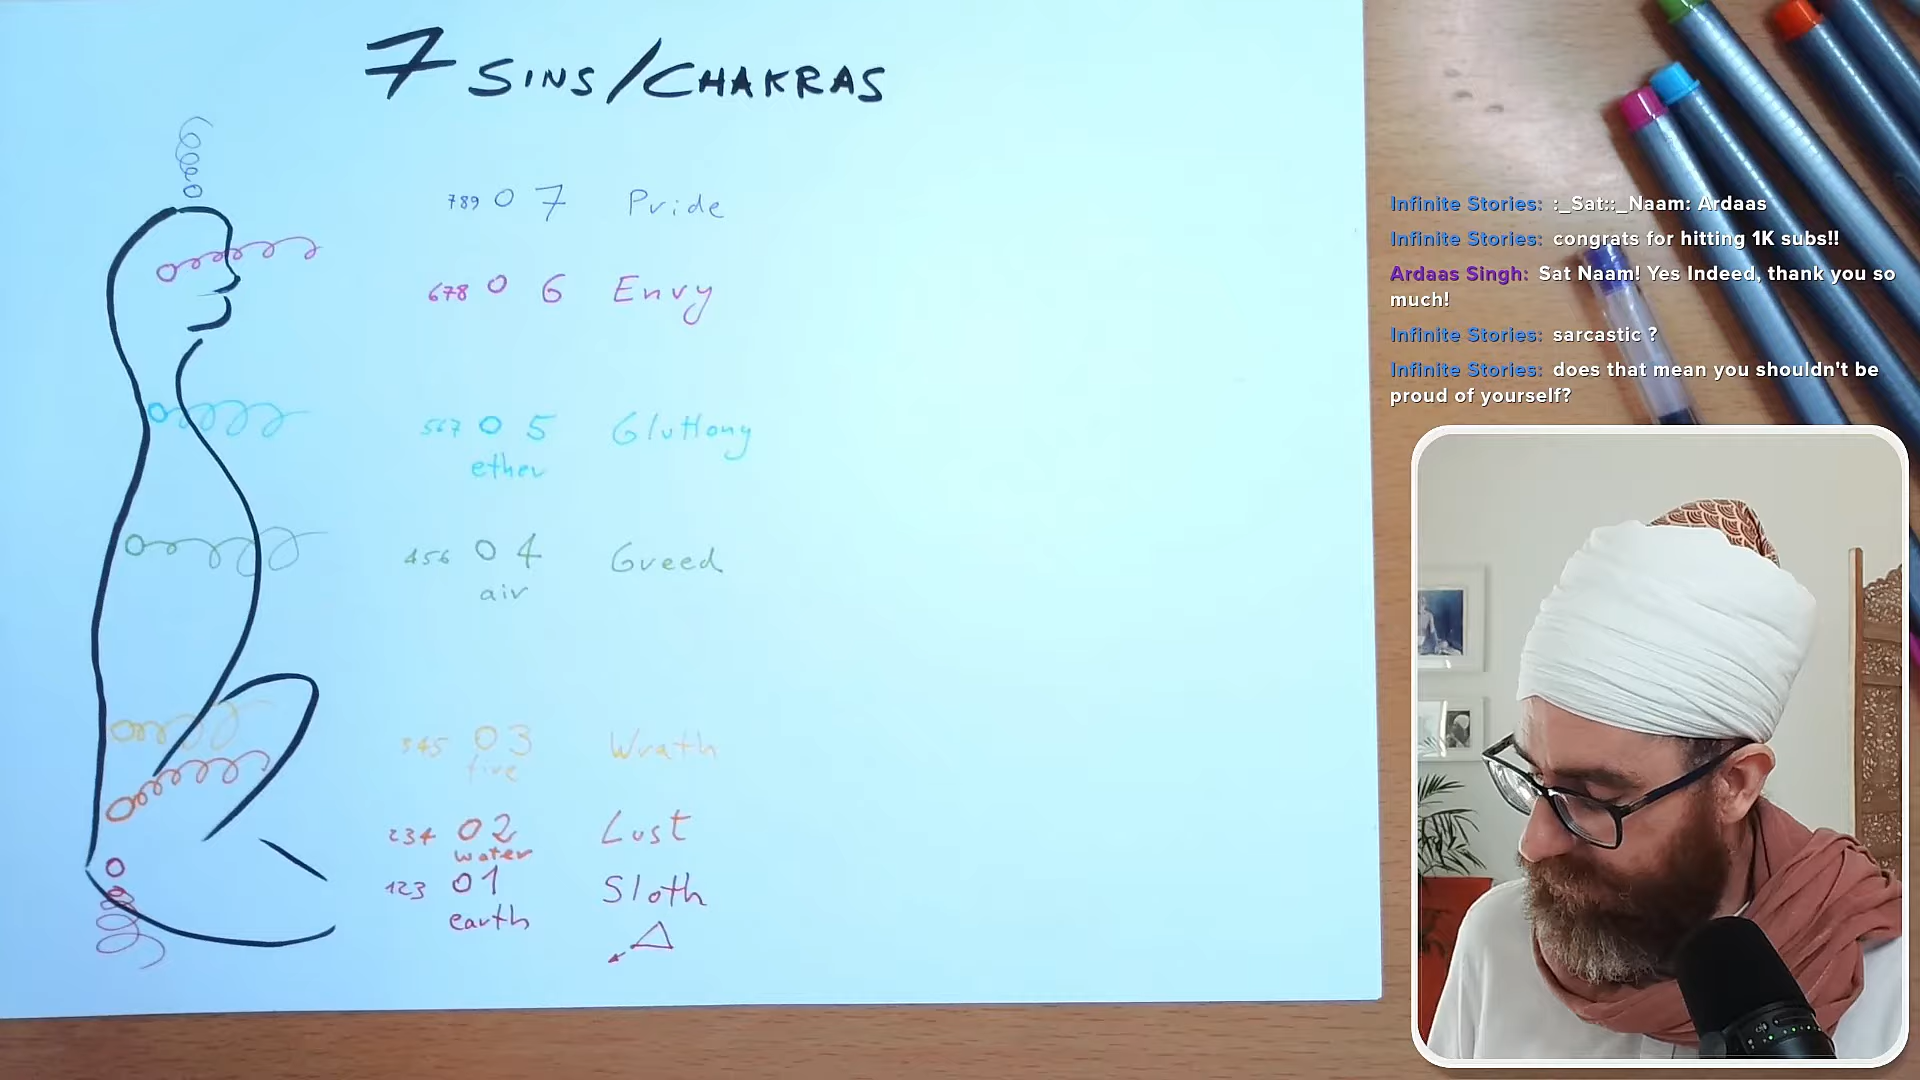 7 SINS/CHAKRAS
789 0 7 Pride
678 0 6 Envy
567 0 5 Gluttony
ether
456 0 4 Greed
air
345 0 3 Wrath
fire
234 0 2 Lust
water
123 0 1 Sloth
earth
Infinite Stories: :_Sat::_Naam: Ardaas
Infinite Stories: congrats for hitting 1K subs!!
Ardaas Singh: Sat Naam! Yes Indeed, thank you so
much!
Infinite Stories: sarcastic ?
Infinite Stories: does that mean you shouldn't be
proud of yourself?